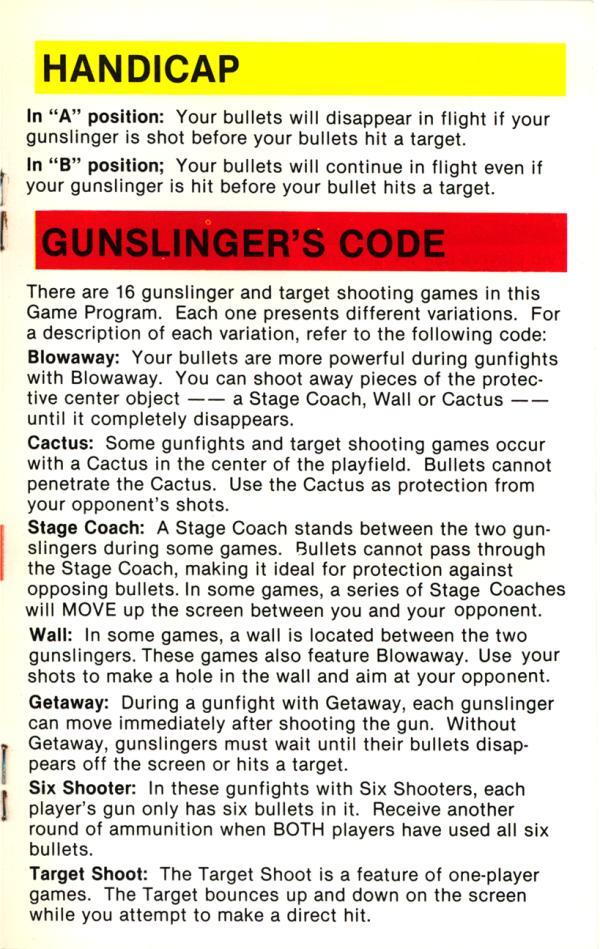 HANDICAP
In “A” position: Your bullets will disappear in flight if your
gunslinger is shot before your bullets hit a target.
In “B” position; Your bullets will continue in flight even if
your gunslinger is hit before your bullet hits a target.
GUNSLINGER'S CODE
There are 16 gunslinger and target shooting games in this
Game Program. Each one presents different variations. For
a description of each variation, refer to the following code:
Blowaway: Your bullets are more powerful during gunfights
with Blowaway. You can shoot away pieces of the protec-
tive center object —— a Stage Coach, Wall or Cactus ——
until it completely disappears.
Cactus: Some gunfights and target shooting games occur
with a Cactus in the center of the playfield. Bullets cannot
penetrate the Cactus. Use the Cactus as protection from
your opponent's shots.
Stage Coach: A Stage Coach stands between the two gun-
slingers during some games. Bullets cannot pass through
the Stage Coach, making it ideal for protection against
opposing bullets. In some games, a series of Stage Coaches
will MOVE up the screen between you and your opponent.
Wall: In some games, a wall is located between the two
gunslingers. These games also feature Blowaway. Use your
shots to make a hole in the wall and aim at your opponent.
Getaway: During a gunfight with Getaway, each gunslinger
can move immediately after shooting the gun. Without
Getaway, gunslingers must wait until their bullets disap-
pears off the screen or hits a target.
Six Shooter: In these gunfights with Six Shooters, each
player's gun only has six bullets in it. Receive another
round of ammunition when BOTH players have used all six
bullets.
Target Shoot: The Target Shoot is a feature of one-player
games. The Target bounces up and down on the screen
while you attempt to make a direct hit.